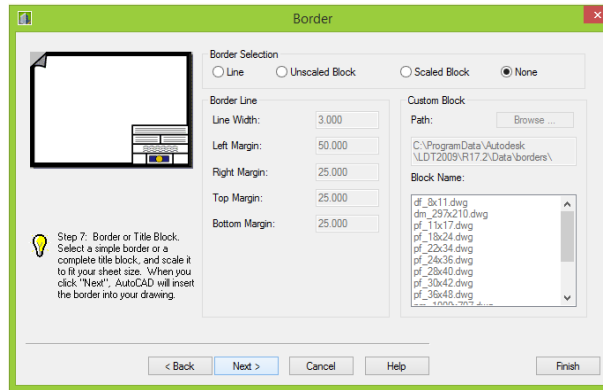 Border
Border Selection
Line
Unscaled Block
Scaled Block
None
Border Line
Line Width: 3.000
Left Margin: 50.000
Right Margin: 25.000
Top Margin: 25.000
Bottom Margin: 25.000
Custom Block
Path: Browse ...
C:\ProgramData\Autodesk
\LDT2009\R17.2\Data\borders\
Block Name:
df_8x11.dwg
dm_297x210.dwg
pf_11x17.dwg
pf_18x24.dwg
pf_22x34.dwg
pf_24x36.dwg
pf_28x40.dwg
pf_30x42.dwg
pf_36x48.dwg
Step 7: Border or Title Block.
Select a simple border or a
complete title block, and scale it
to fit your sheet size. When you
click "Next", AutoCAD will insert
the border into your drawing.
< Back
Next >
Cancel
Help
Finish